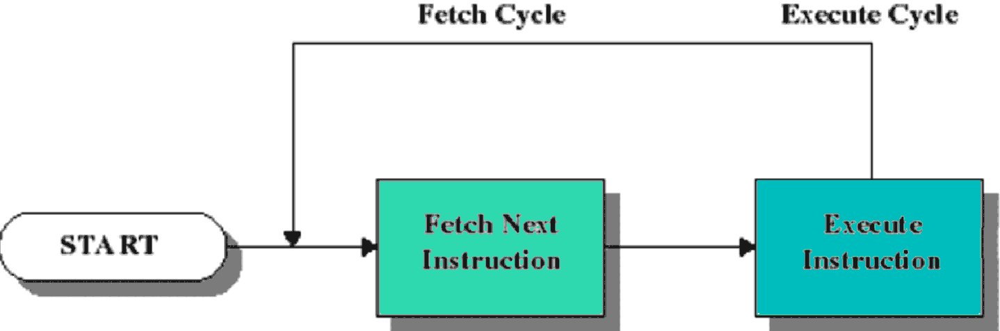 Fetch Cycle
Execute Cycle
START
Fetch Next
Instruction
Execute
Instruction